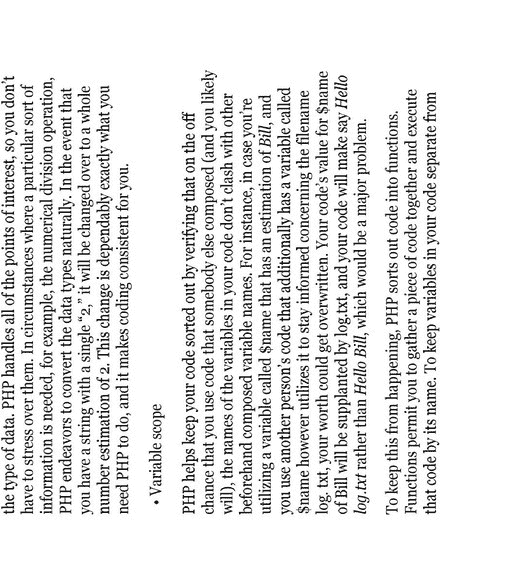 the type of data. PHP handles all of the points of interest, so you don't
have to stress over them. In circumstances where a particular sort of
information is needed, for example, the numerical division operation,
PHP endeavors to convert the data types naturally. In the event that
you have a string with a single “2,” it will be changed over to a whole
number estimation of 2. This change is dependably exactly what you
need PHP to do, and it makes coding consistent for you.
• Variable scope
PHP helps keep your code sorted out by verifying that on the off
chance that you use code that somebody else composed (and you likely
will), the names of the variables in your code don't clash with other
beforehand composed variable names. For instance, in case you're
utilizing a variable called $name that has an estimation of Bill, and
you use another person's code that additionally has a variable called
$name however utilizes it to stay informed concerning the filename
log. txt, your worth could get overwritten. Your code's value for $name
of Bill will be supplanted by log.txt, and your code will make say Hello
log.txt rather than Hello Bill, which would be a major problem.
To keep this from happening, PHP sorts out code into functions.
Functions permit you to gather a piece of code together and execute
that code by its name. To keep variables in your code separate from